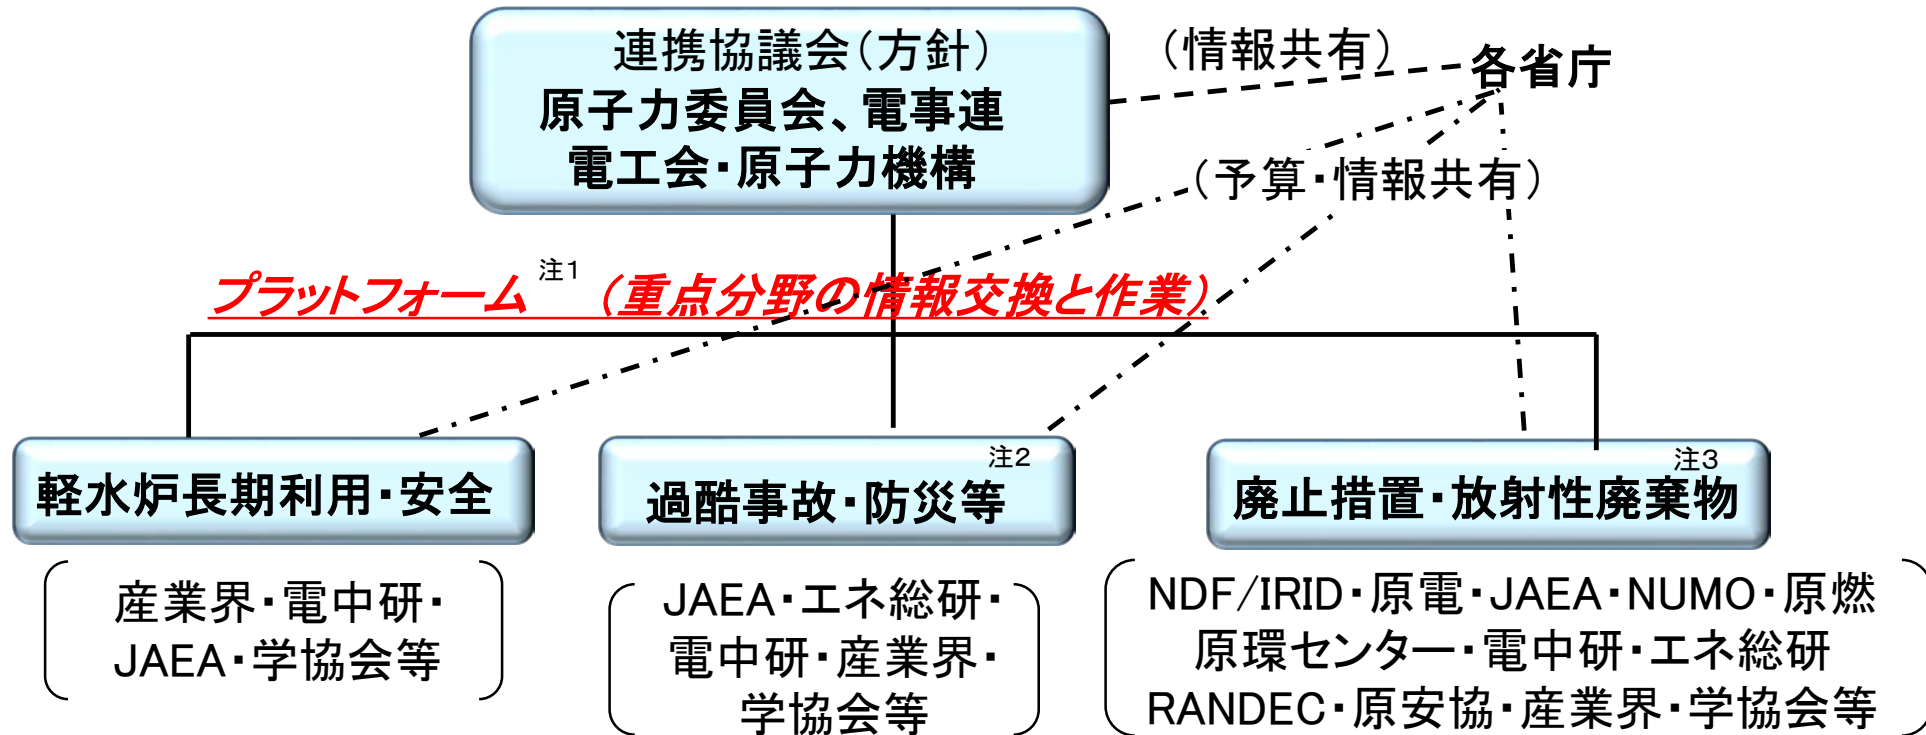 連携協議会（方針）
原子力委員会、電事連
電工会・原子力機構
（情報共有）
各省庁
（予算・情報共有）
プラットフォーム 注1 （重点分野の情報交換と作業）
軽水炉長期利用・安全
産業界・電中研・
JAEA・学協会等
注2
過酷事故・防災等
JAEA・エネ総研・
電中研・産業界・
学協会等
注3
廃止措置・放射性廃棄物
NDF/IRID・原電・JAEA・NUMO・原燃
原環センター・電中研・エネ総研
RANDEC・原安協・産業界・学協会等